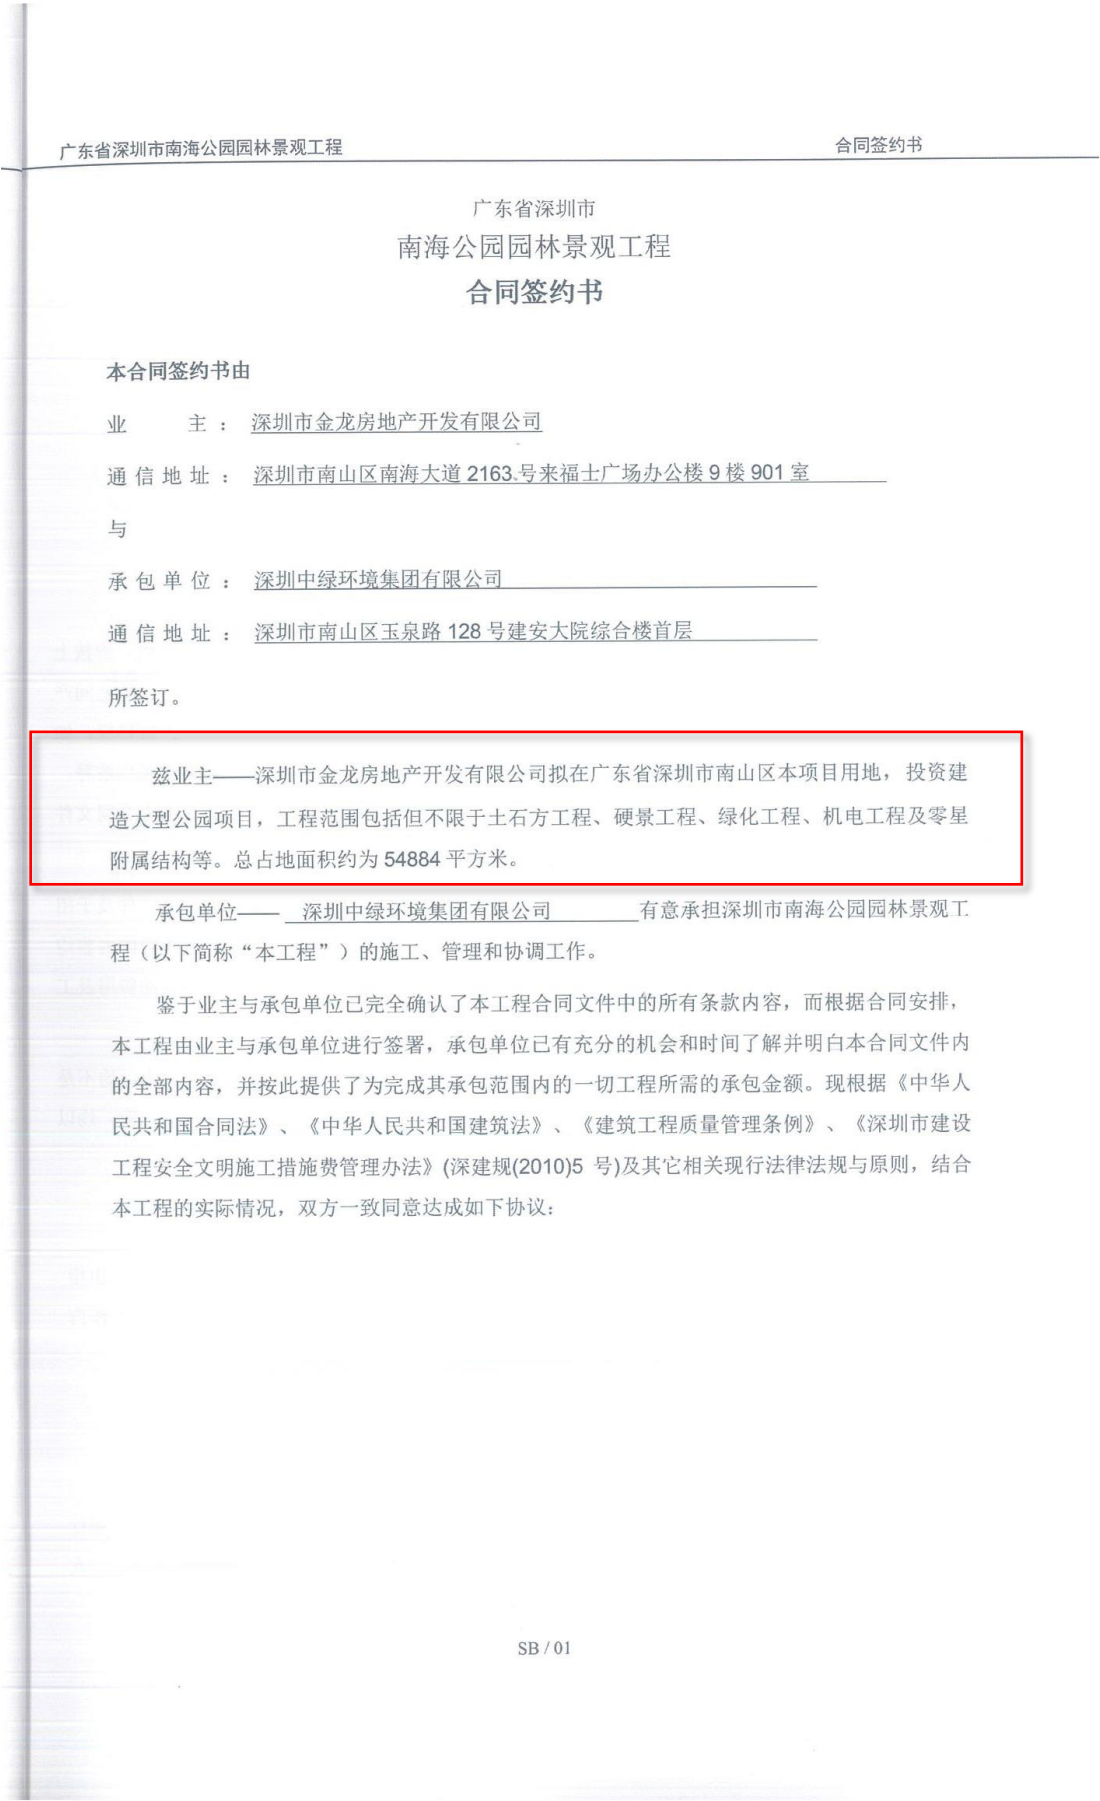 广东省深圳市南海公园园林景观工程 合同签约书
广东省深圳市
南海公园园林景观工程
合同签约书
本合同签约书由
业 主 ： 深圳市金龙房地产开发有限公司
通信地址 ： 深圳市南山区南海大道 2163 号来福士广场办公楼 9 楼 901 室
与
承包单位 ： 深圳中绿环境集团有限公司
通信地址 ： 深圳市南山区玉泉路 128 号建安大院综合楼首层
所签订。
兹业主——深圳市金龙房地产开发有限公司拟在广东省深圳市南山区本项目用地，投资建
造大型公园项目，工程范围包括但不限于土石方工程、硬景工程、绿化工程、机电工程及零星
附属结构等。总占地面积约为 54884 平方米。
承包单位—— 深圳中绿环境集团有限公司 有意承担深圳市南海公园园林景观工
程（以下简称“本工程”）的施工、管理和协调工作。
鉴于业主与承包单位已完全确认了本工程合同文件中的所有条款内容，而根据合同安排，
本工程由业主与承包单位进行签署，承包单位已有充分的机会和时间了解并明白本合同文件内
的全部内容，并按此提供了为完成其承包范围内的一切工程所需的承包金额。现根据《中华人
民共和国合同法》、《中华人民共和国建筑法》、《建筑工程质量管理条例》、《深圳市建设
工程安全文明施工措施费管理办法》(深建规(2010)5 号)及其它相关现行法律法规与原则，结合
本工程的实际情况，双方一致同意达成如下协议：
SB / 01